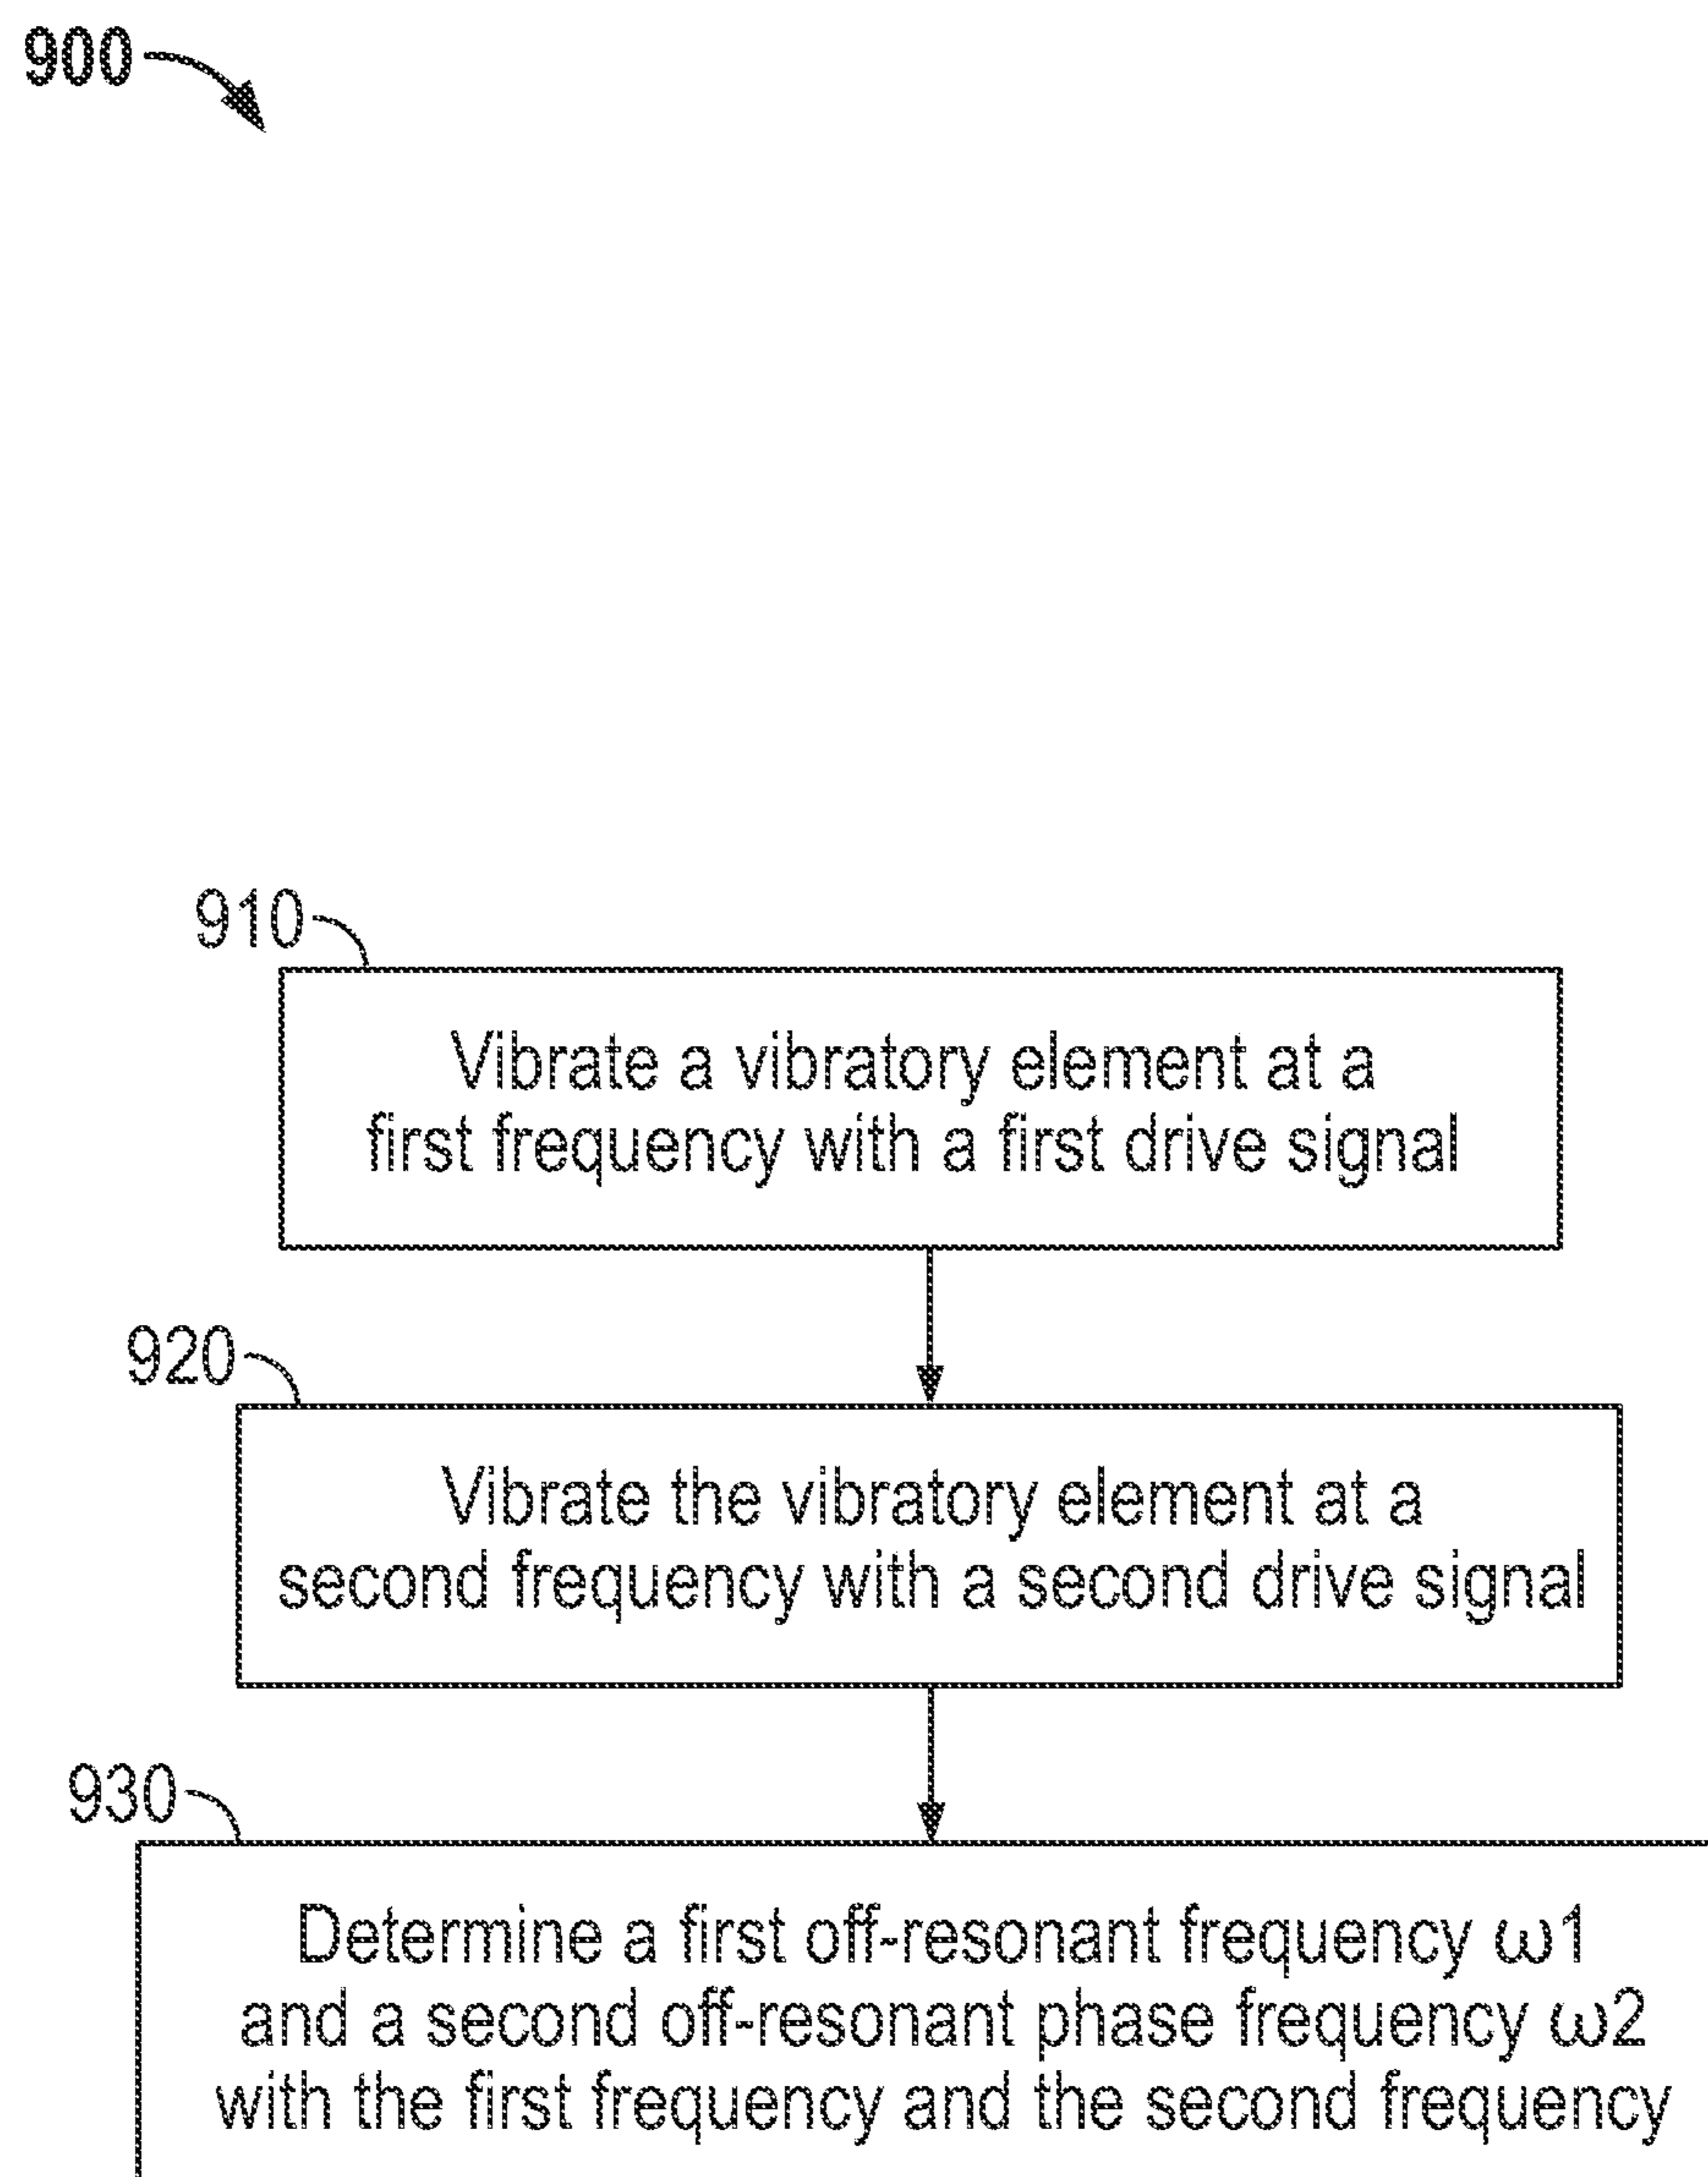 900
910
Vibrate a vibratory element at a
first frequency with a first drive signal
920
Vibrate the vibratory element at a
second frequency with a second drive signal
930
Determine a first off-resonant frequency ω1
and a second off-resonant phase frequency ω2
with the first frequency and the second frequency